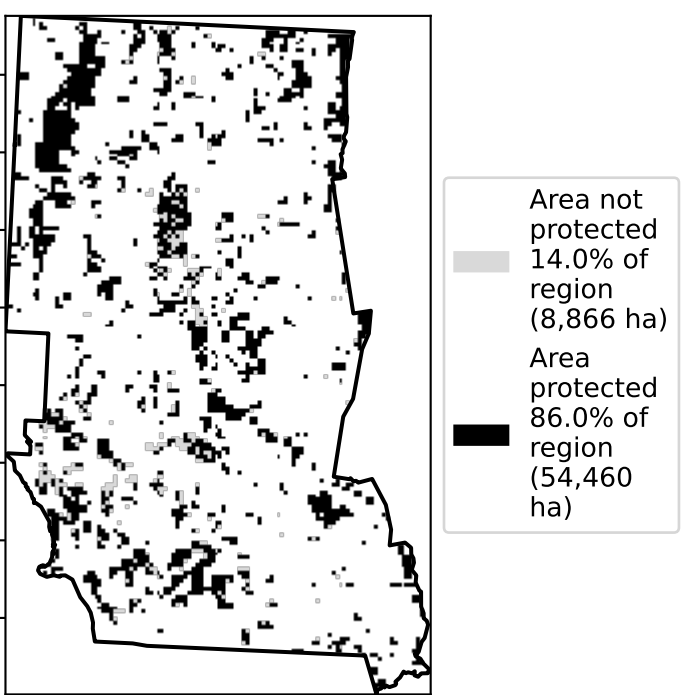 Area not
protected
14.0% of
region
(8,866 ha)
Area
protected
86.0% of
region
(54,460
ha)